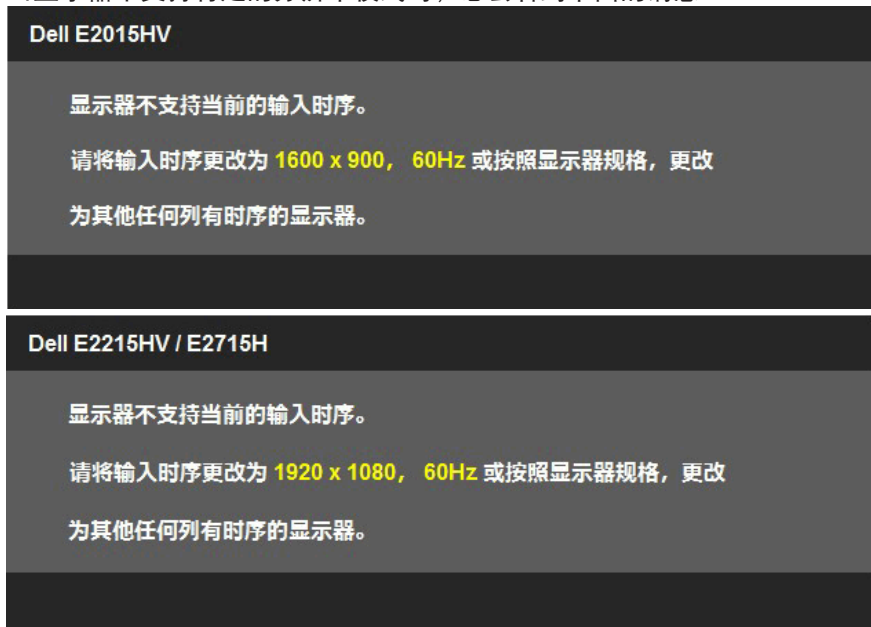 Dell E2015HV
显示器不支持当前的输入时序。
请将输入时序更改为 1600 x 900， 60Hz 或按照显示器规格，更改
为其他任何列有时序的显示器。
Dell E2215HV / E2715H
显示器不支持当前的输入时序。
请将输入时序更改为 1920 x 1080， 60Hz 或按照显示器规格，更改
为其他任何列有时序的显示器。